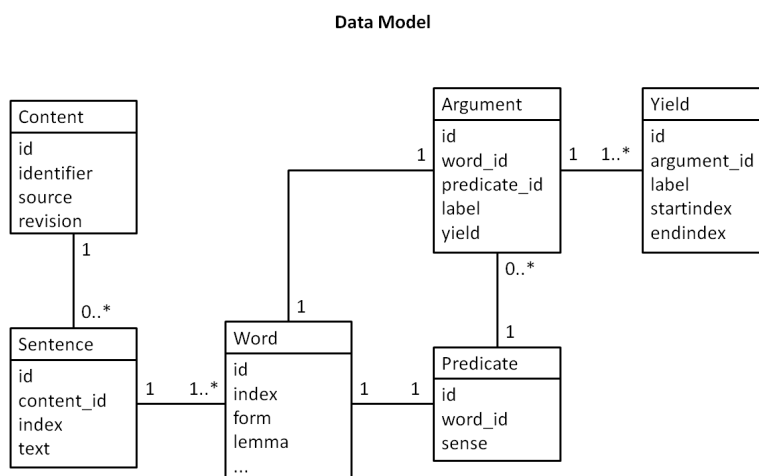 Data Model
Content
id
identifier
source
revision
1
0..*
Sentence
id
content_id
index
text
1
1..*
Word
id
index
form
lemma
...
1
1
1
1
Predicate
id
word_id
sense
1
0..*
Argument
id
word_id
predicate_id
label
yield
1
1..*
Yield
id
argument_id
label
startindex
endindex